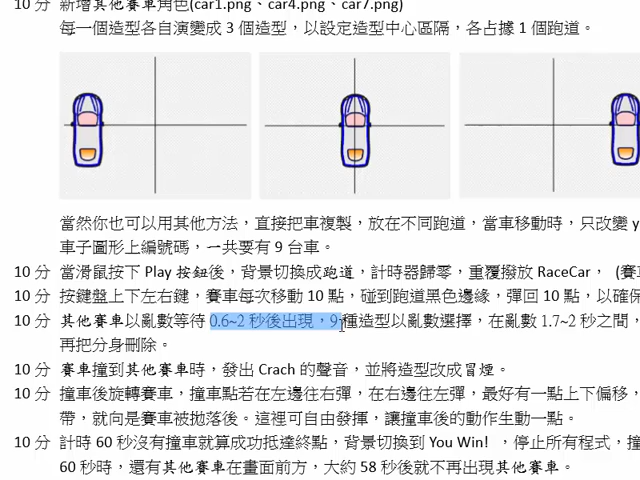 10 分 新增其他賽車角色(car1.png、car4.png、car7.png)
每一個造型各自演變成 3 個造型，以設定造型中心區隔，各占據 1 個跑道。
當然你也可以用其他方法，直接把車複製，放在不同跑道，當車移動時，只改變 y
車子圖形上編號碼，一共要有 9 台車。
10 分 當滑鼠按下 Play 按鈕後，背景切換成跑道，計時器歸零，重覆撥放 RaceCar， (賽
10 分 按鍵盤上下左右鍵，賽車每次移動 10 點，碰到跑道黑色邊緣，彈回 10 點，以確保
10 分 其他賽車以亂數等待 0.6~2 秒後出現，9種造型以亂數選擇，在亂數 1.7~2 秒之間，
再把分身刪除。
10 分 賽車撞到其他賽車時，發出 Crach 的聲音，並將造型改成冒煙。
10 分 撞車後旋轉賽車，撞車點若在左邊往右彈，在右邊往左彈，最好有一點上下偏移，
帶，就向是賽車被拋落後。這裡可自由發揮，讓撞車後的動作生動一點。
10 分 計時 60 秒沒有撞車就算成功抵達終點，背景切換到 You Win! ，停止所有程式，撞
60 秒時，還有其他賽車在畫面前方，大約 58 秒後就不再出現其他賽車。